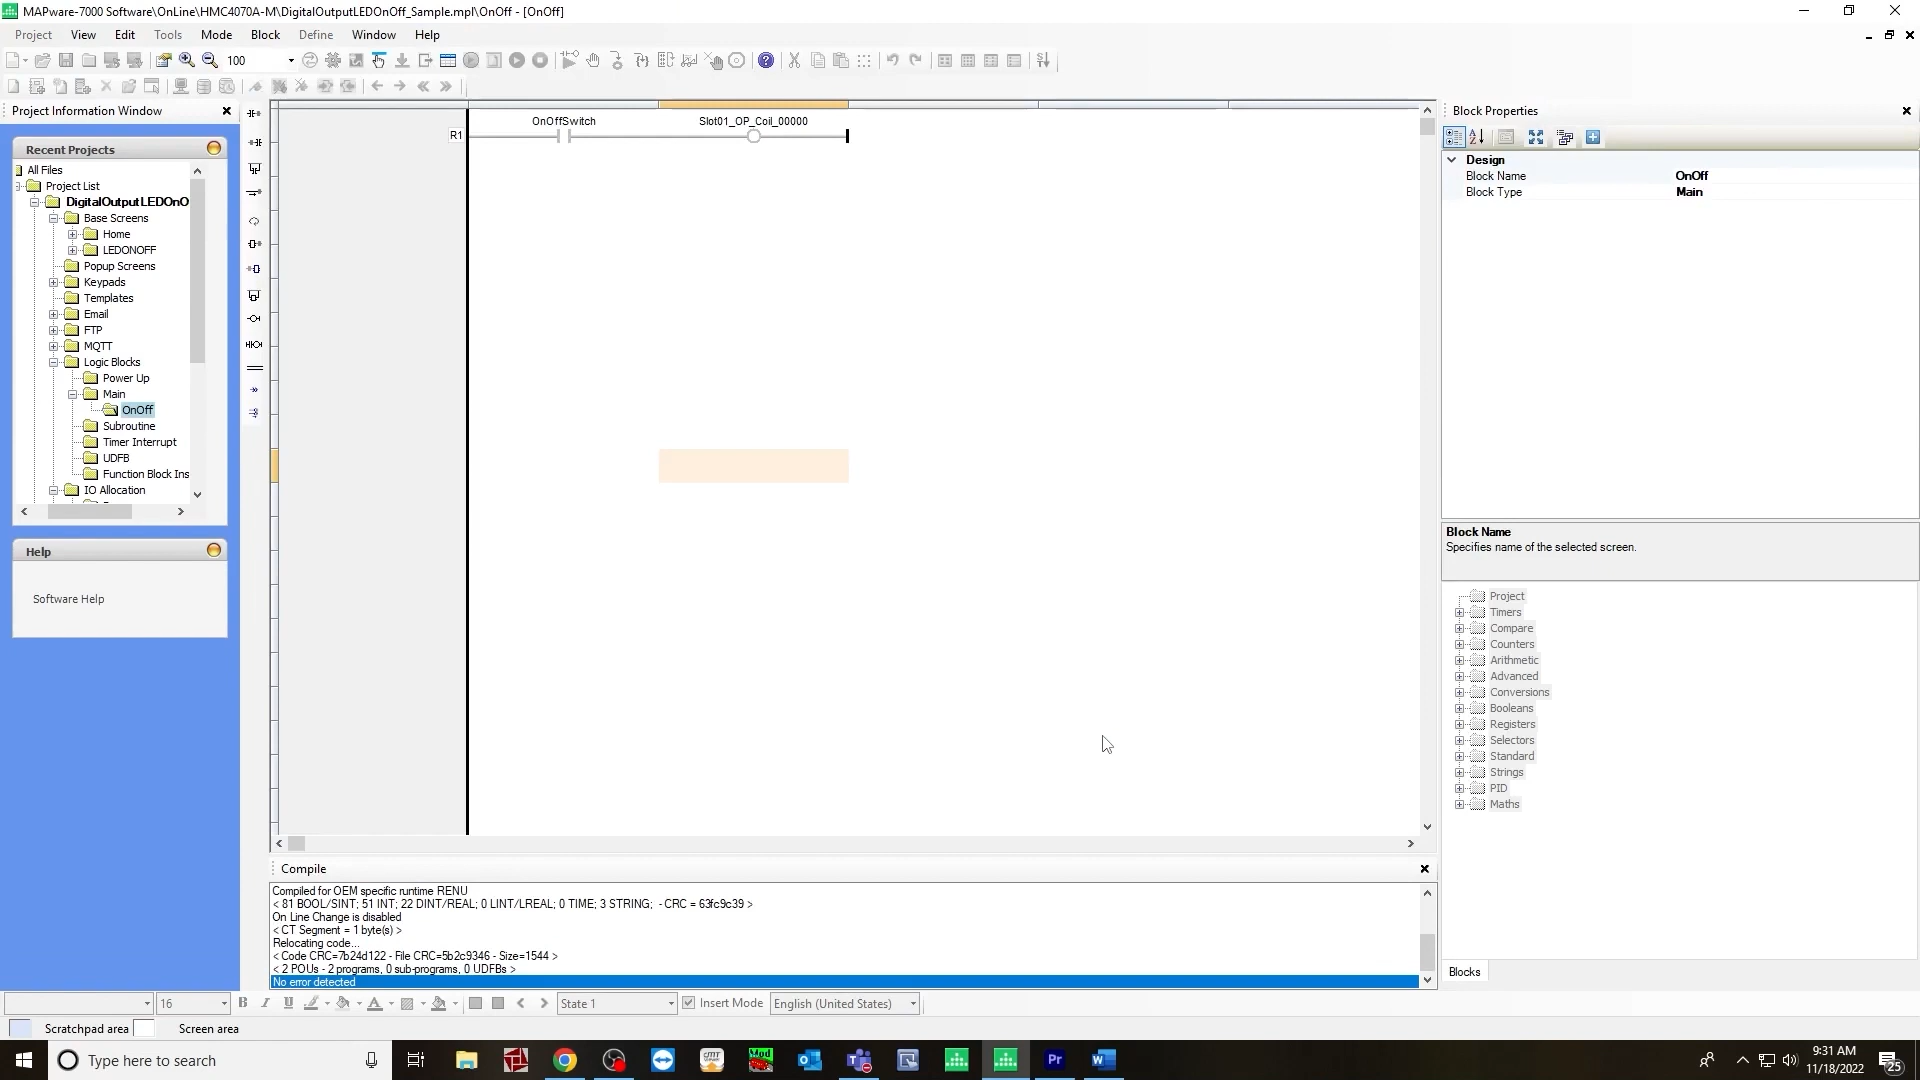 MAPware-7000 Software\OnLine\HMC4070A-M\DigitalOutputLEDOnOff_Sample.mpl\OnOff - [OnOff]
Project View Edit Tools Mode Block Define Window Help
100
Project Information Window
Recent Projects
All Files
Project List
DigitalOutputLEDOnO
Base Screens
Home
LEDONOFF
Popup Screens
Keypads
Templates
Email
FTP
MQTT
Logic Blocks
Power Up
Main
OnOff
Subroutine
Timer Interrupt
UDFB
Function Block Ins
IO Allocation
Help
Software Help
R1
OnOffSwitch
Slot01_OP_Coil_00000
Compile
Compiled for OEM specific runtime RENU
< 81 BOOL/SINT; 51 INT; 22 DINT/REAL; 0 LINT/LREAL; 0 TIME; 3 STRING;  - CRC = 63fc9c39 >
On Line Change is disabled
< CT Segment = 1 byte(s) >
Relocating code...
< Code CRC=7b24d122 - File CRC=5b2c9346 - Size=1544 >
< 2 POUs - 2 programs, 0 sub-programs, 0 UDFBs >
No error detected
Block Properties
Design
Block Name OnOff
Block Type Main
Block Name
Specifies name of the selected screen.
Project
Timers
Compare
Counters
Arithmetic
Advanced
Conversions
Booleans
Registers
Selectors
Standard
Strings
PID
Maths
Blocks
16 B I U A State 1 Insert Mode English (United States)
Scratchpad area Screen area
Type here to search
9:31 AM
11/18/2022
25